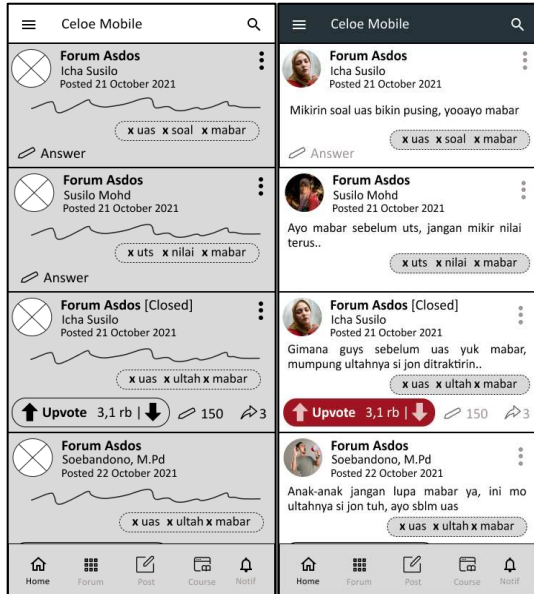 Celoe Mobile
Forum Asdos
Icha Susilo
Posted 21 October 2021
x uas x soal x mabar
Answer
Forum Asdos
Susilo Mohd
Posted 21 October 2021
x uts x nilai x mabar
Answer
Forum Asdos [Closed]
Icha Susilo
Posted 21 October 2021
x uas x ultah x mabar
Upvote 3,1 rb | 150 3
Forum Asdos
Soebandono, M.Pd
Posted 22 October 2021
x uas x ultah x mabar
Home Forum Post Course Notif
Celoe Mobile
Forum Asdos
Icha Susilo
Posted 21 October 2021
Mikirin soal uas bikin pusing, yooayo mabar
x uas x soal x mabar
Answer
Forum Asdos
Susilo Mohd
Posted 21 October 2021
Ayo mabar sebelum uts, jangan mikir nilai
terus..
x uts x nilai x mabar
Forum Asdos [Closed]
Icha Susilo
Posted 21 October 2021
Gimana guys sebelum uas yuk mabar,
mumpung ultahnya si jon ditraktirin..
x uas x ultah x mabar
Upvote 3,1 rb | 150 3
Forum Asdos
Soebandono, M.Pd
Posted 22 October 2021
Anak-anak jangan lupa mabar ya, ini mo
ultahnya si jon tuh, ayo sblm uas
x uas x ultah x mabar
Home Forum Post Course Notif